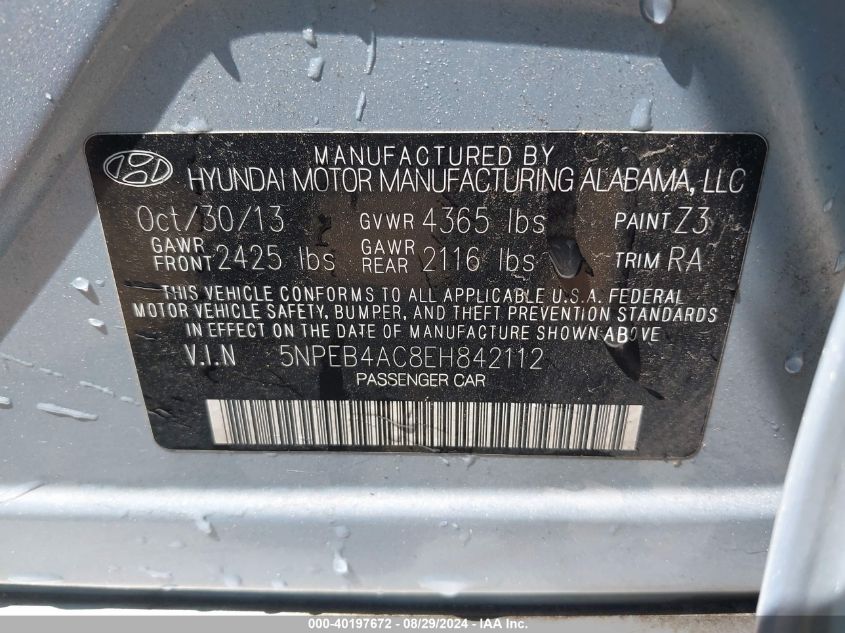 MANUFACTURED BY
HYUNDAI MOTOR MANUFACTURING ALABAMA, LLC
Oct/30/13 GVWR 4365 lbs PAINT Z3
GAWR FRONT 2425 lbs GAWR REAR 2116 lbs TRIM RA
THIS VEHICLE CONFORMS TO ALL APPLICABLE U.S.A. FEDERAL
MOTOR VEHICLE SAFETY, BUMPER, AND THEFT PREVENTION STANDARDS
IN EFFECT ON THE DATE OF MANUFACTURE SHOWN ABOVE
V.I.N 5NPEB4AC8EH842112
PASSENGER CAR
000-40197672 - 08/29/2024 - IAA Inc.